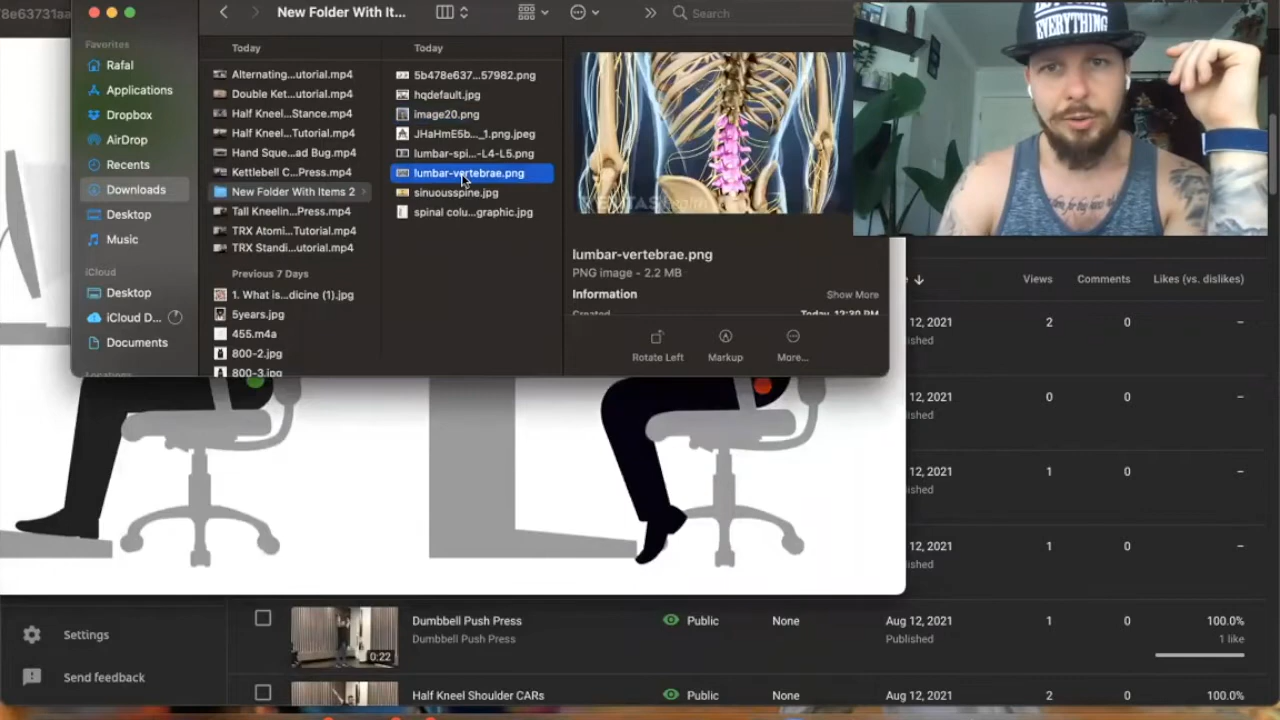 8e63731aa
New Folder With It...
Search
Favorites
Rafal
Applications
Dropbox
AirDrop
Recents
Downloads
Desktop
Music
iCloud
Desktop
iCloud D...
Documents
Today
Alternating...utorial.mp4
Double Ket...utorial.mp4
Half Kneel...Stance.mp4
Half Kneel...Tutorial.mp4
Hand Sque...ad Bug.mp4
Kettlebell C...Press.mp4
New Folder With Items 2
Tall Kneelin...Press.mp4
TRX Atomi...Tutorial.mp4
TRX Standi...utorial.mp4
Previous 7 Days
1. What is...dicine (1).jpg
5years.jpg
455.m4a
800-2.jpg
800-3.jpg
Today
5b478e637...57982.png
hqdefault.jpg
image20.png
JHaHmE5b..._1.png.jpeg
lumbar-spi...-L4-L5.png
lumbar-vertebrae.png
sinuousspine.jpg
spinal colu...graphic.jpg
lumbar-vertebrae.png
PNG image - 2.2 MB
Information
Show More
Created
Today, 12:30 PM
Rotate Left
Markup
More...
EVERYTHING
Views
Comments
Likes (vs. dislikes)
12, 2021
2
0
–
12, 2021
0
0
–
12, 2021
1
0
–
12, 2021
1
0
–
Settings
Send feedback
0:22
Dumbbell Push Press
Dumbbell Push Press
Public
None
Aug 12, 2021
Published
1
0
100.0%
1 like
Half Kneel Shoulder CARs
Public
None
Aug 12, 2021
2
0
100.0%